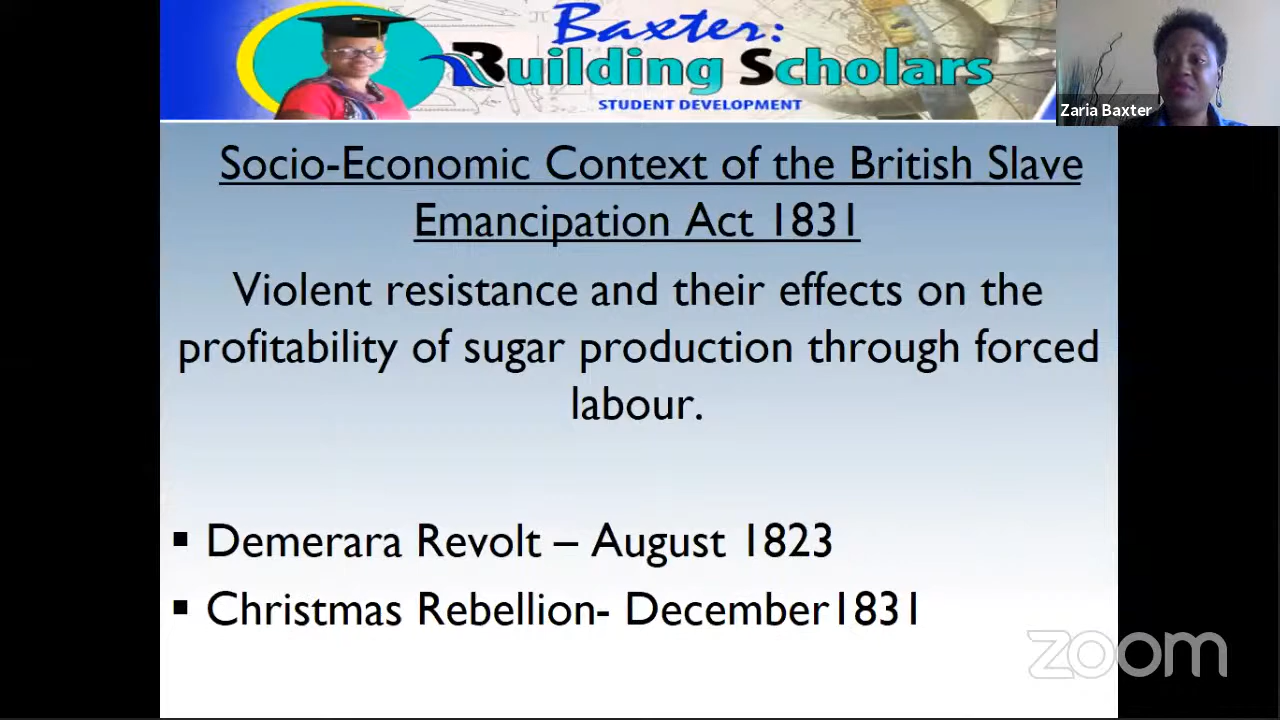 Baxter:
Building Scholars
STUDENT DEVELOPMENT
Zaria Baxter
Socio-Economic Context of the British Slave
Emancipation Act 1831
Violent resistance and their effects on the
profitability of sugar production through forced
labour.
▪ Demerara Revolt – August 1823
▪ Christmas Rebellion- December1831
zoom